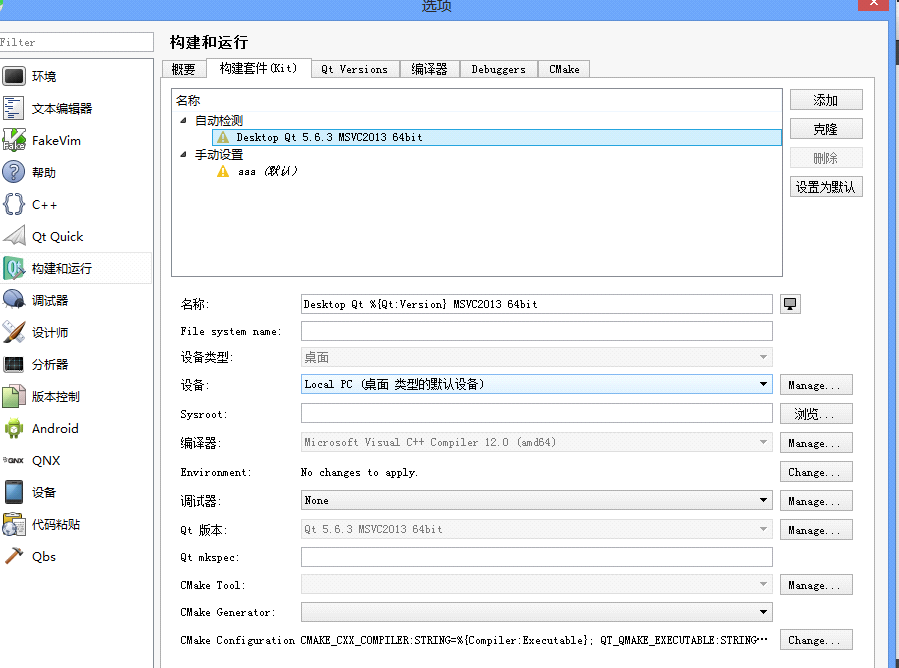 选项
Filter
环境
文本编辑器
FakeVim
帮助
C++
Qt Quick
构建和运行
调试器
设计师
分析器
版本控制
Android
QNX
设备
代码粘贴
Qbs
构建和运行
概要 构建套件(Kit) Qt Versions 编译器 Debuggers CMake
名称
自动检测
Desktop Qt 5.6.3 MSVC2013 64bit
手动设置
aaa (默认)
添加
克隆
删除
设置为默认
名称: Desktop Qt %{Qt:Version} MSVC2013 64bit
File system name:
设备类型: 桌面
设备: Local PC (桌面 类型的默认设备) Manage...
Sysroot: 浏览...
编译器: Microsoft Visual C++ Compiler 12.0 (amd64) Manage...
Environment: No changes to apply. Change...
调试器: None Manage...
Qt 版本: Qt 5.6.3 MSVC2013 64bit Manage...
Qt mkspec:
CMake Tool: Manage...
CMake Generator:
CMake Configuration CMAKE_CXX_COMPILER:STRING=%{Compiler:Executable}; QT_QMAKE_EXECUTABLE:STRING… Change...